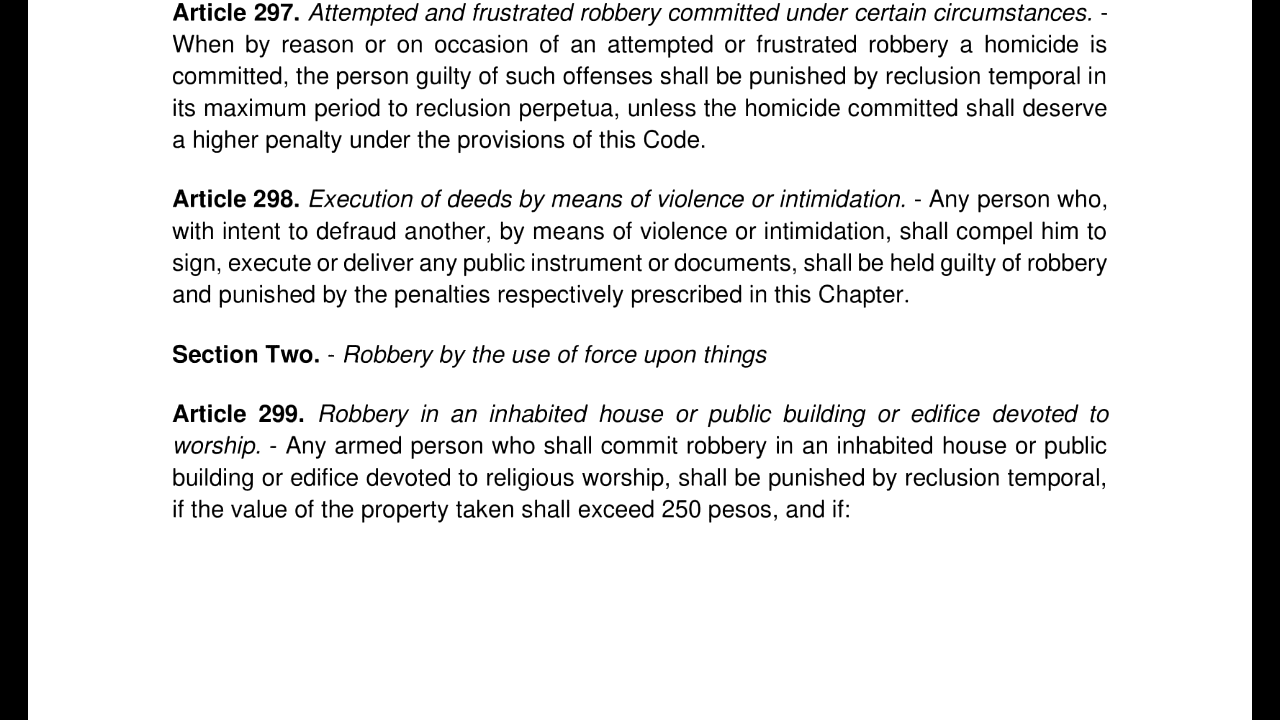 Article 297. Attempted and frustrated robbery committed under certain circumstances. -
When by reason or on occasion of an attempted or frustrated robbery a homicide is
committed, the person guilty of such offenses shall be punished by reclusion temporal in
its maximum period to reclusion perpetua, unless the homicide committed shall deserve
a higher penalty under the provisions of this Code.
Article 298. Execution of deeds by means of violence or intimidation. - Any person who,
with intent to defraud another, by means of violence or intimidation, shall compel him to
sign, execute or deliver any public instrument or documents, shall be held guilty of robbery
and punished by the penalties respectively prescribed in this Chapter.
Section Two. - Robbery by the use of force upon things
Article 299. Robbery in an inhabited house or public building or edifice devoted to
worship. - Any armed person who shall commit robbery in an inhabited house or public
building or edifice devoted to religious worship, shall be punished by reclusion temporal,
if the value of the property taken shall exceed 250 pesos, and if: